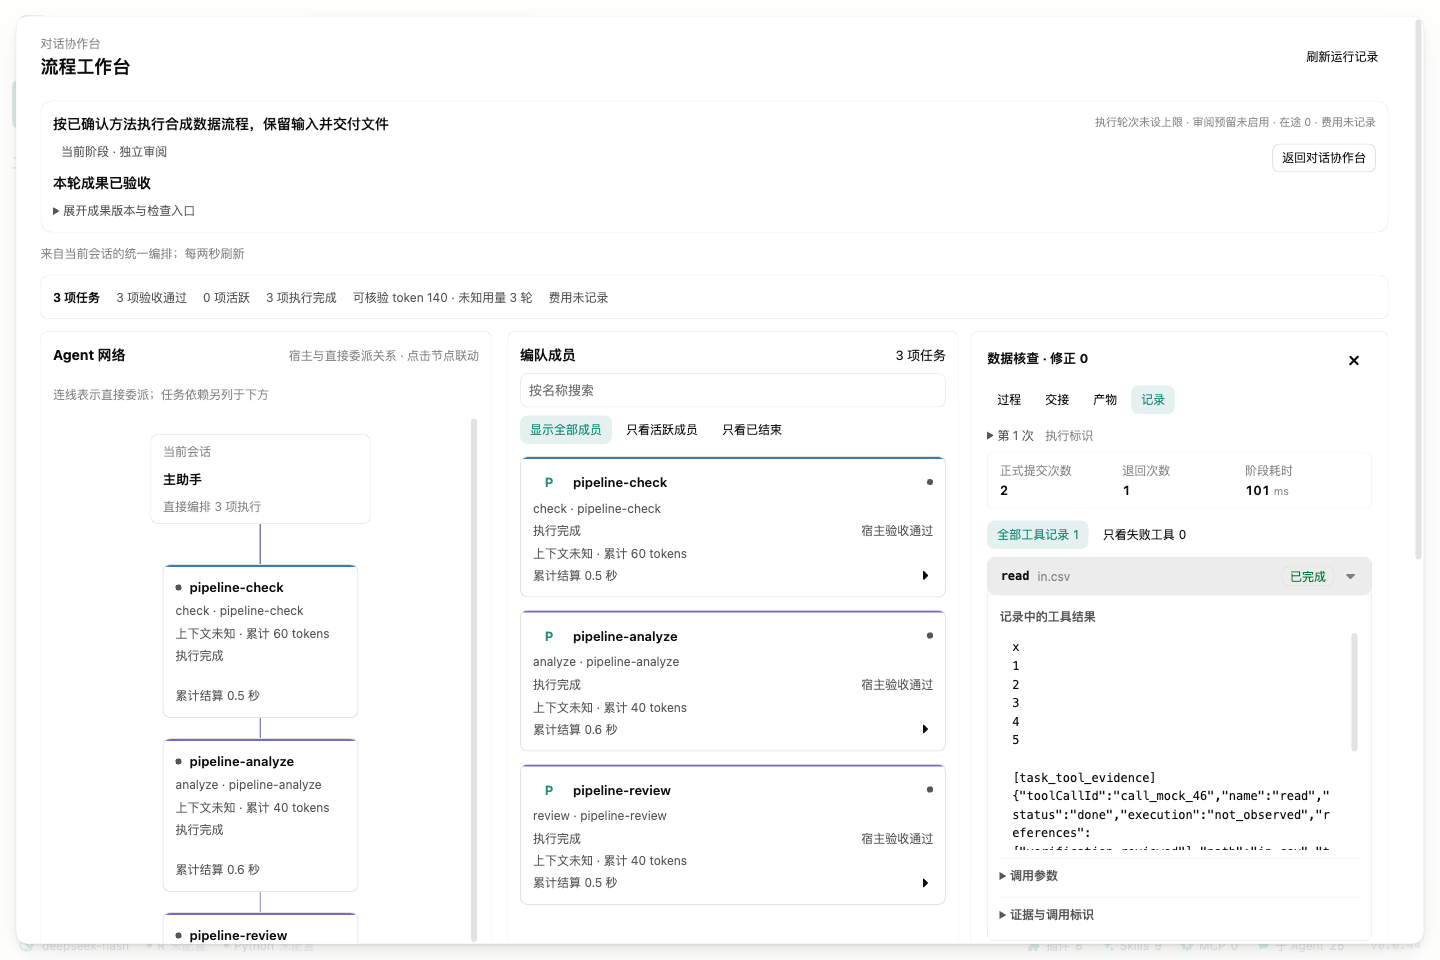 对话协作台
流程工作台
刷新运行记录
按已确认方法执行合成数据流程，保留输入并交付文件
执行轮次未设上限 · 审阅预留未启用 · 在途 0 · 费用未记录
当前阶段 · 独立审阅
返回对话协作台
本轮成果已验收
展开成果版本与检查入口
来自当前会话的统一编排；每两秒刷新
3 项任务 3 项验收通过 0 项活跃 3 项执行完成 可核验 token 140 · 未知用量 3 轮 费用未记录
Agent 网络
宿主与直接委派关系 · 点击节点联动
连线表示直接委派；任务依赖另列于下方
当前会话
主助手
直接编排 3 项执行
pipeline-check
check · pipeline-check
上下文未知 · 累计 60 tokens
执行完成
累计结算 0.5 秒
pipeline-analyze
analyze · pipeline-analyze
上下文未知 · 累计 40 tokens
执行完成
累计结算 0.6 秒
pipeline-review
编队成员
3 项任务
按名称搜索
显示全部成员 只看活跃成员 只看已结束
P pipeline-check
check · pipeline-check
执行完成 宿主验收通过
上下文未知 · 累计 60 tokens
累计结算 0.5 秒
P pipeline-analyze
analyze · pipeline-analyze
执行完成 宿主验收通过
上下文未知 · 累计 40 tokens
累计结算 0.6 秒
P pipeline-review
review · pipeline-review
执行完成 宿主验收通过
上下文未知 · 累计 40 tokens
累计结算 0.5 秒
数据核查 · 修正 0
过程 交接 产物 记录
第 1 次 执行标识
正式提交次数 退回次数 阶段耗时
2 1 101 ms
全部工具记录 1 只看失败工具 0
read in.csv 已完成
记录中的工具结果
x
1
2
3
4
5
[task_tool_evidence]
{"toolCallId":"call_mock_46","name":"read","
status":"done","execution":"not_observed","r
eferences":
调用参数
证据与调用标识